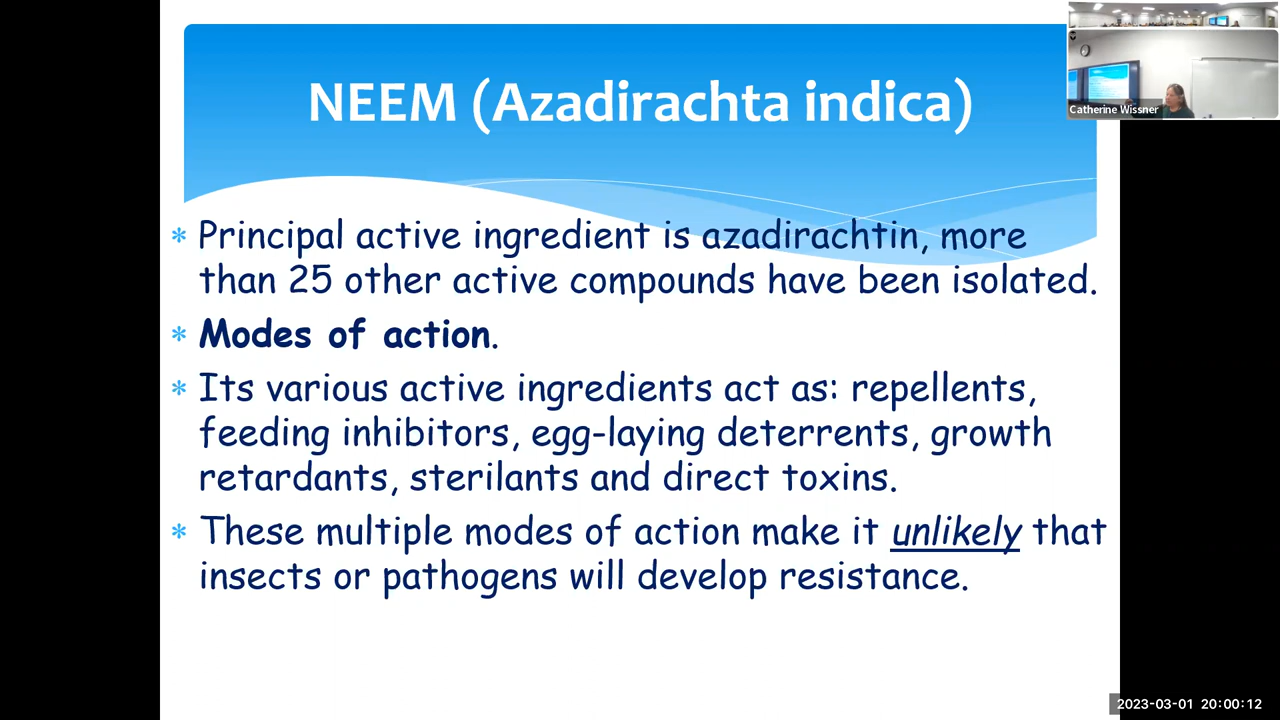 NEEM (Azadirachta indica)
Catherine Wissner
* Principal active ingredient is azadirachtin, more
than 25 other active compounds have been isolated.
* Modes of action.
* Its various active ingredients act as: repellents,
feeding inhibitors, egg-laying deterrents, growth
retardants, sterilants and direct toxins.
* These multiple modes of action make it unlikely that
insects or pathogens will develop resistance.
2023-03-01 20:00:12